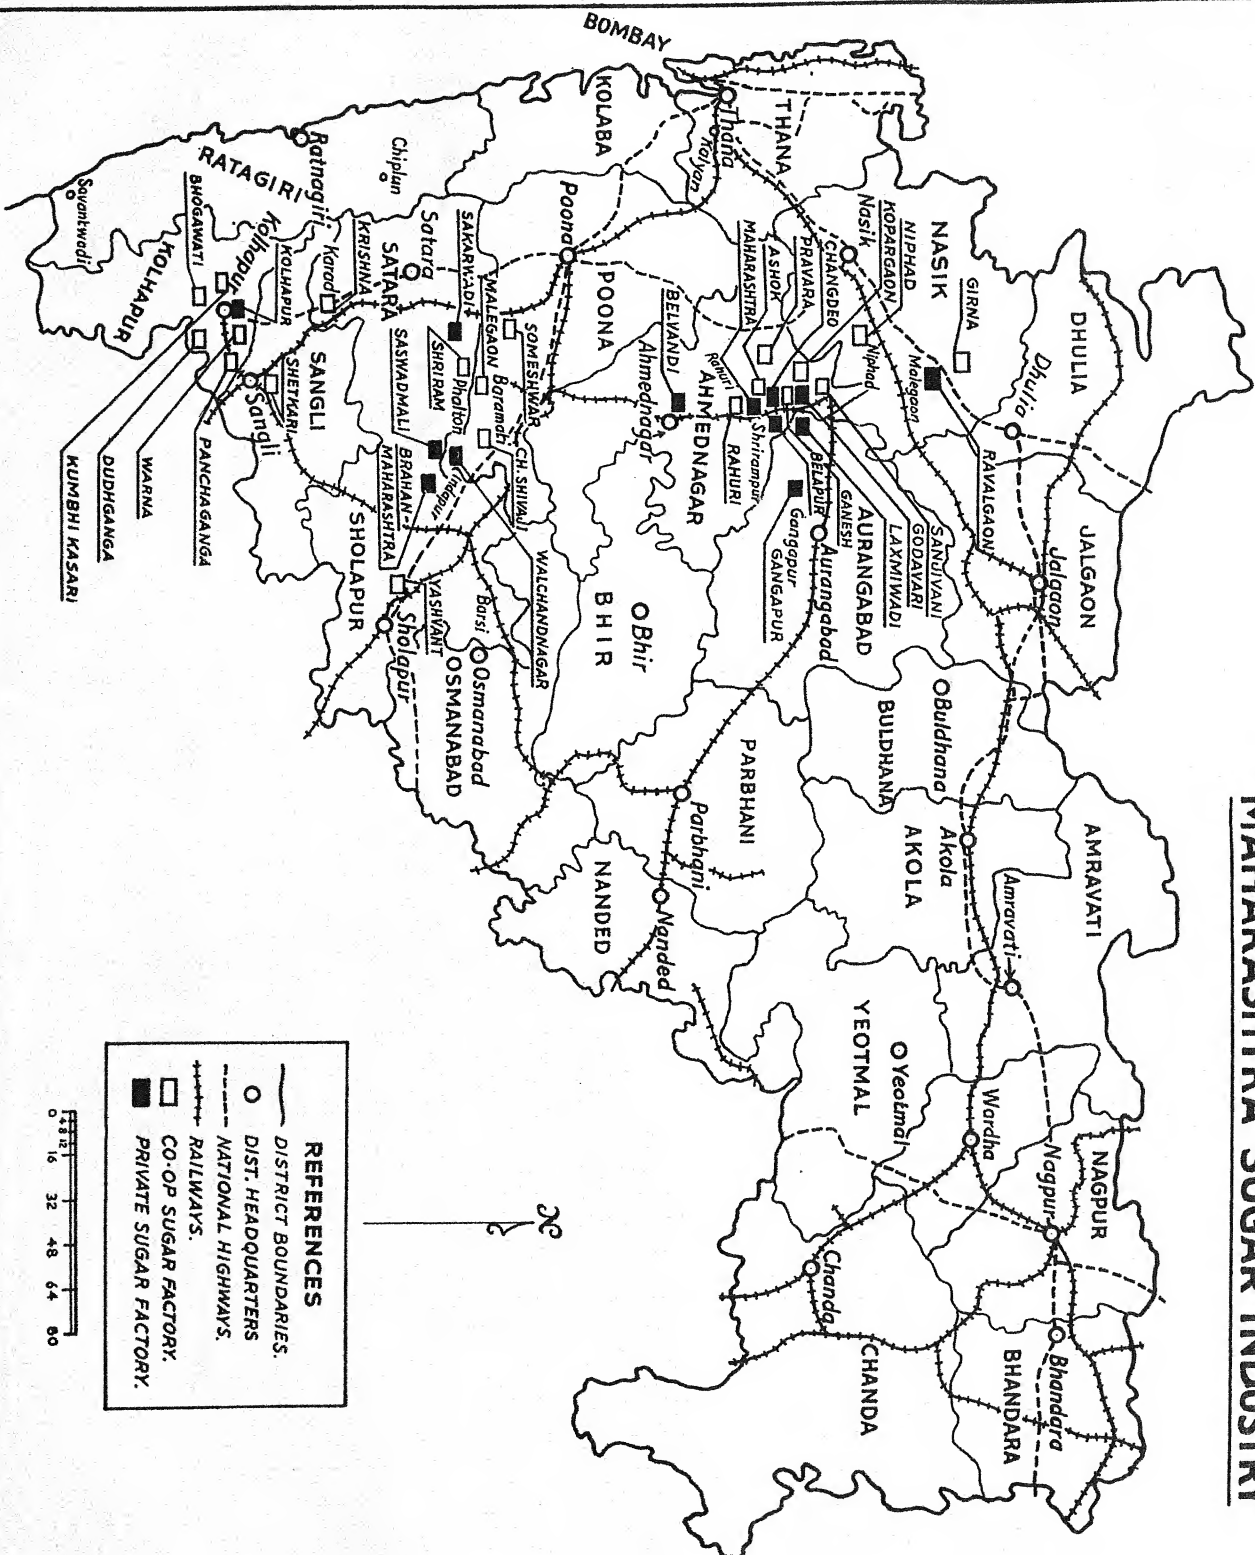 MAHARASHTRA SUGAR INDUSTRY
BOMBAY
THANA
Thana
Kalyan
KOLABA
RATAGIRI
Ratnagiri
Chiplun
Savantwadi
NASIK
Nasik
Niphad
Malegaon
GIRNA
NIPHAD
KOPARGAON
CHANGDEO
PRAVARA
ASHOK
MAHARASHTRA
Rahuri
DHULIA
Dhulia
JALGAON
Jalgaon
RAVALGAON
SANJIVANI
GODAVARI
LAXMIWADI
GANESH
BELAPUR
Shrirampur
RAHURI
AHMEDNAGAR
Ahmednagar
BELVANDI
AURANGABAD
Aurangabad
Gangapur
GANGAPUR
POONA
Poona
SOMESHWAR
MALEGAON
SAKARWADI
Baramati
SHRIRAM
Phalton
SASWADMALI
CH. SHIVAJI
Indapur
BRAHAN-
MAHARASHTRA
WALCHANDNAGAR
YASHVANT
SATARA
Satara
KRISHNA
Karad
SANGLI
Sangli
SHETKARI
KOLHAPUR
Kolhapur
KOLHAPUR
BHOGAWATI
PANCHAGANGA
WARNA
DUDHGANGA
KUMBHI KASARI
SHOLAPUR
Sholapur
Barsi
OSMANABAD
Osmanabad
BHIR
Bhir
PARBHANI
Parbhani
NANDED
Nanded
BULDHANA
Buldhana
AKOLA
Akola
AMRAVATI
Amravati
YEOTMAL
Yeotmal
Wardha
NAGPUR
Nagpur
BHANDARA
Bhandara
CHANDA
Chanda
N
REFERENCES
DISTRICT BOUNDARIES.
DIST. HEADQUARTERS
NATIONAL HIGHWAYS.
RAILWAYS.
CO-OP SUGAR FACTORY.
PRIVATE SUGAR FACTORY.
0 4 8 12 16 32 48 64 80